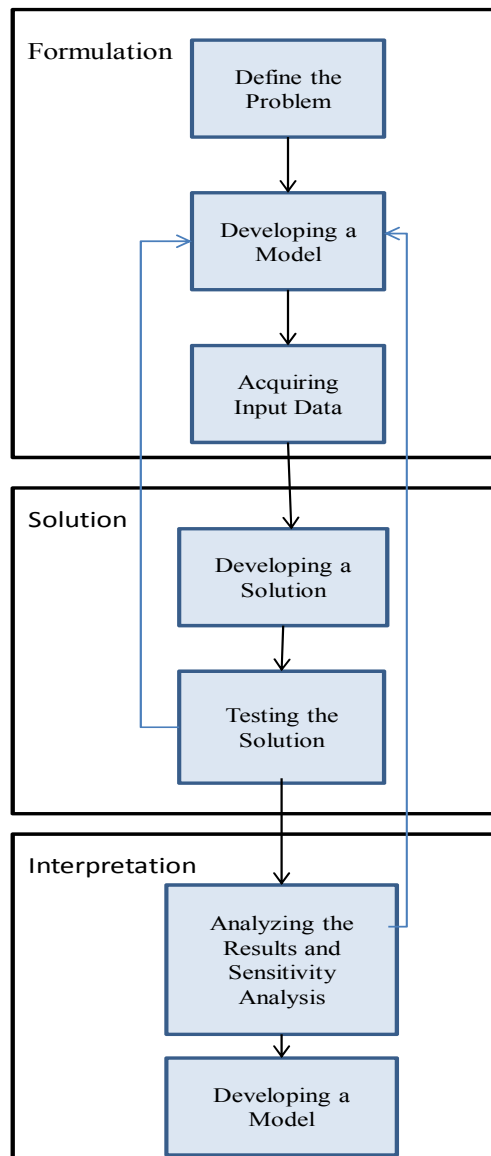 Formulation
Define the
Problem
Developing a
Model
Acquiring
Input Data
Solution
Developing a
Solution
Testing the
Solution
Interpretation
Analyzing the
Results and
Sensitivity
Analysis
Developing a
Model